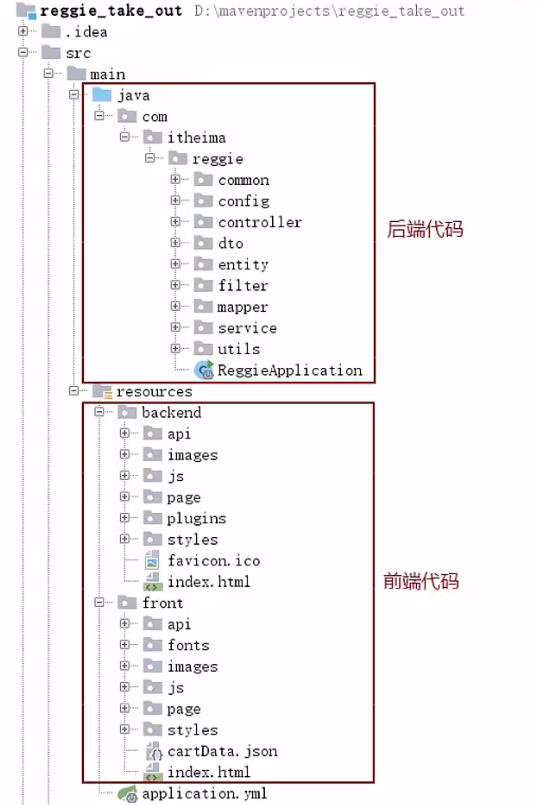 reggie_take_out D:\mavenprojects\reggie_take_out
.idea
src
main
java
com
itheima
reggie
common
config
controller
后端代码
dto
entity
filter
mapper
service
utils
ReggieApplication
resources
backend
api
images
js
page
plugins
styles
favicon.ico
index.html
前端代码
front
api
fonts
images
js
page
styles
cartData.json
index.html
application.yml